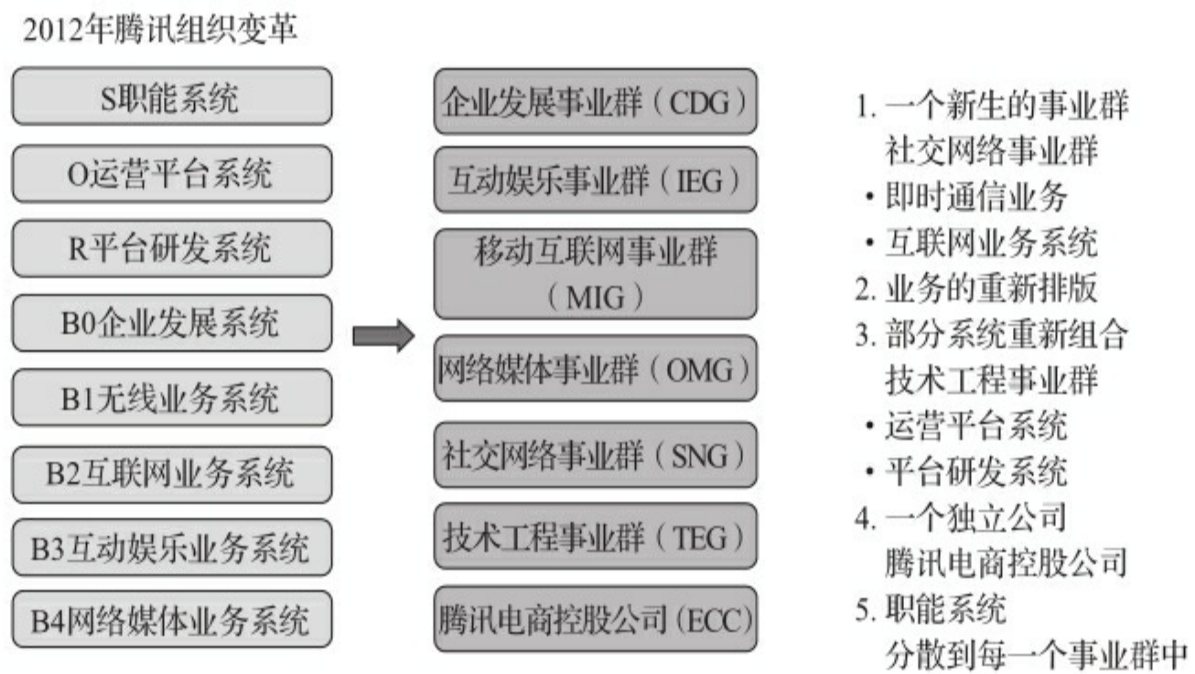 2012年腾讯组织变革
S职能系统
O运营平台系统
R平台研发系统
B0企业发展系统
B1无线业务系统
B2互联网业务系统
B3互动娱乐业务系统
B4网络媒体业务系统
企业发展事业群（CDG）
互动娱乐事业群（IEG）
移动互联网事业群
（MIG）
网络媒体事业群（OMG）
社交网络事业群（SNG）
技术工程事业群（TEG）
腾讯电商控股公司(ECC)
1. 一个新生的事业群
社交网络事业群
·即时通信业务
·互联网业务系统
2. 业务的重新排版
3. 部分系统重新组合
技术工程事业群
·运营平台系统
·平台研发系统
4. 一个独立公司
腾讯电商控股公司
5. 职能系统
分散到每一个事业群中